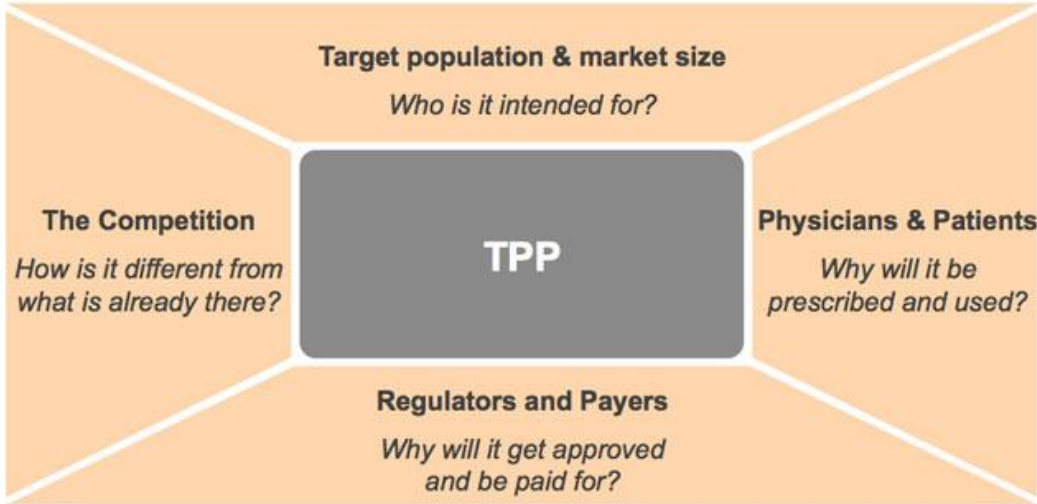 Target population & market size
Who is it intended for?
The Competition
How is it different from
what is already there?
TPP
Physicians & Patients
Why will it be
prescribed and used?
Regulators and Payers
Why will it get approved
and be paid for?